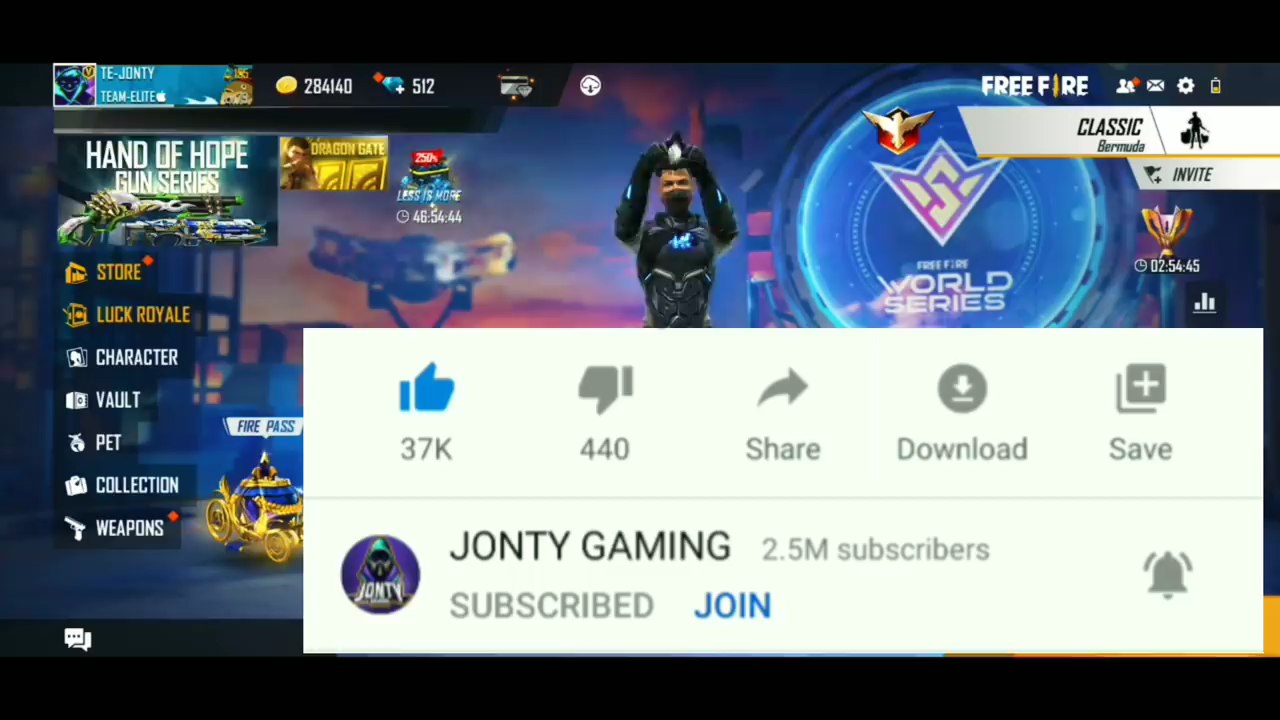 TE-JONTY
TEAM-ELITE
284140
512
FREE FIRE
CLASSIC
Bermuda
INVITE
HAND OF HOPE
GUN SERIES
DRAGON GATE
250%
LESS IS MORE
46:54:44
FREE FIRE
WORLD
SERIES
02:54:45
STORE
LUCK ROYALE
CHARACTER
VAULT
PET
FIRE PASS
COLLECTION
WEAPONS
37K
440
Share
Download
Save
JONTY GAMING
2.5M subscribers
JONTY
SUBSCRIBED
JOIN